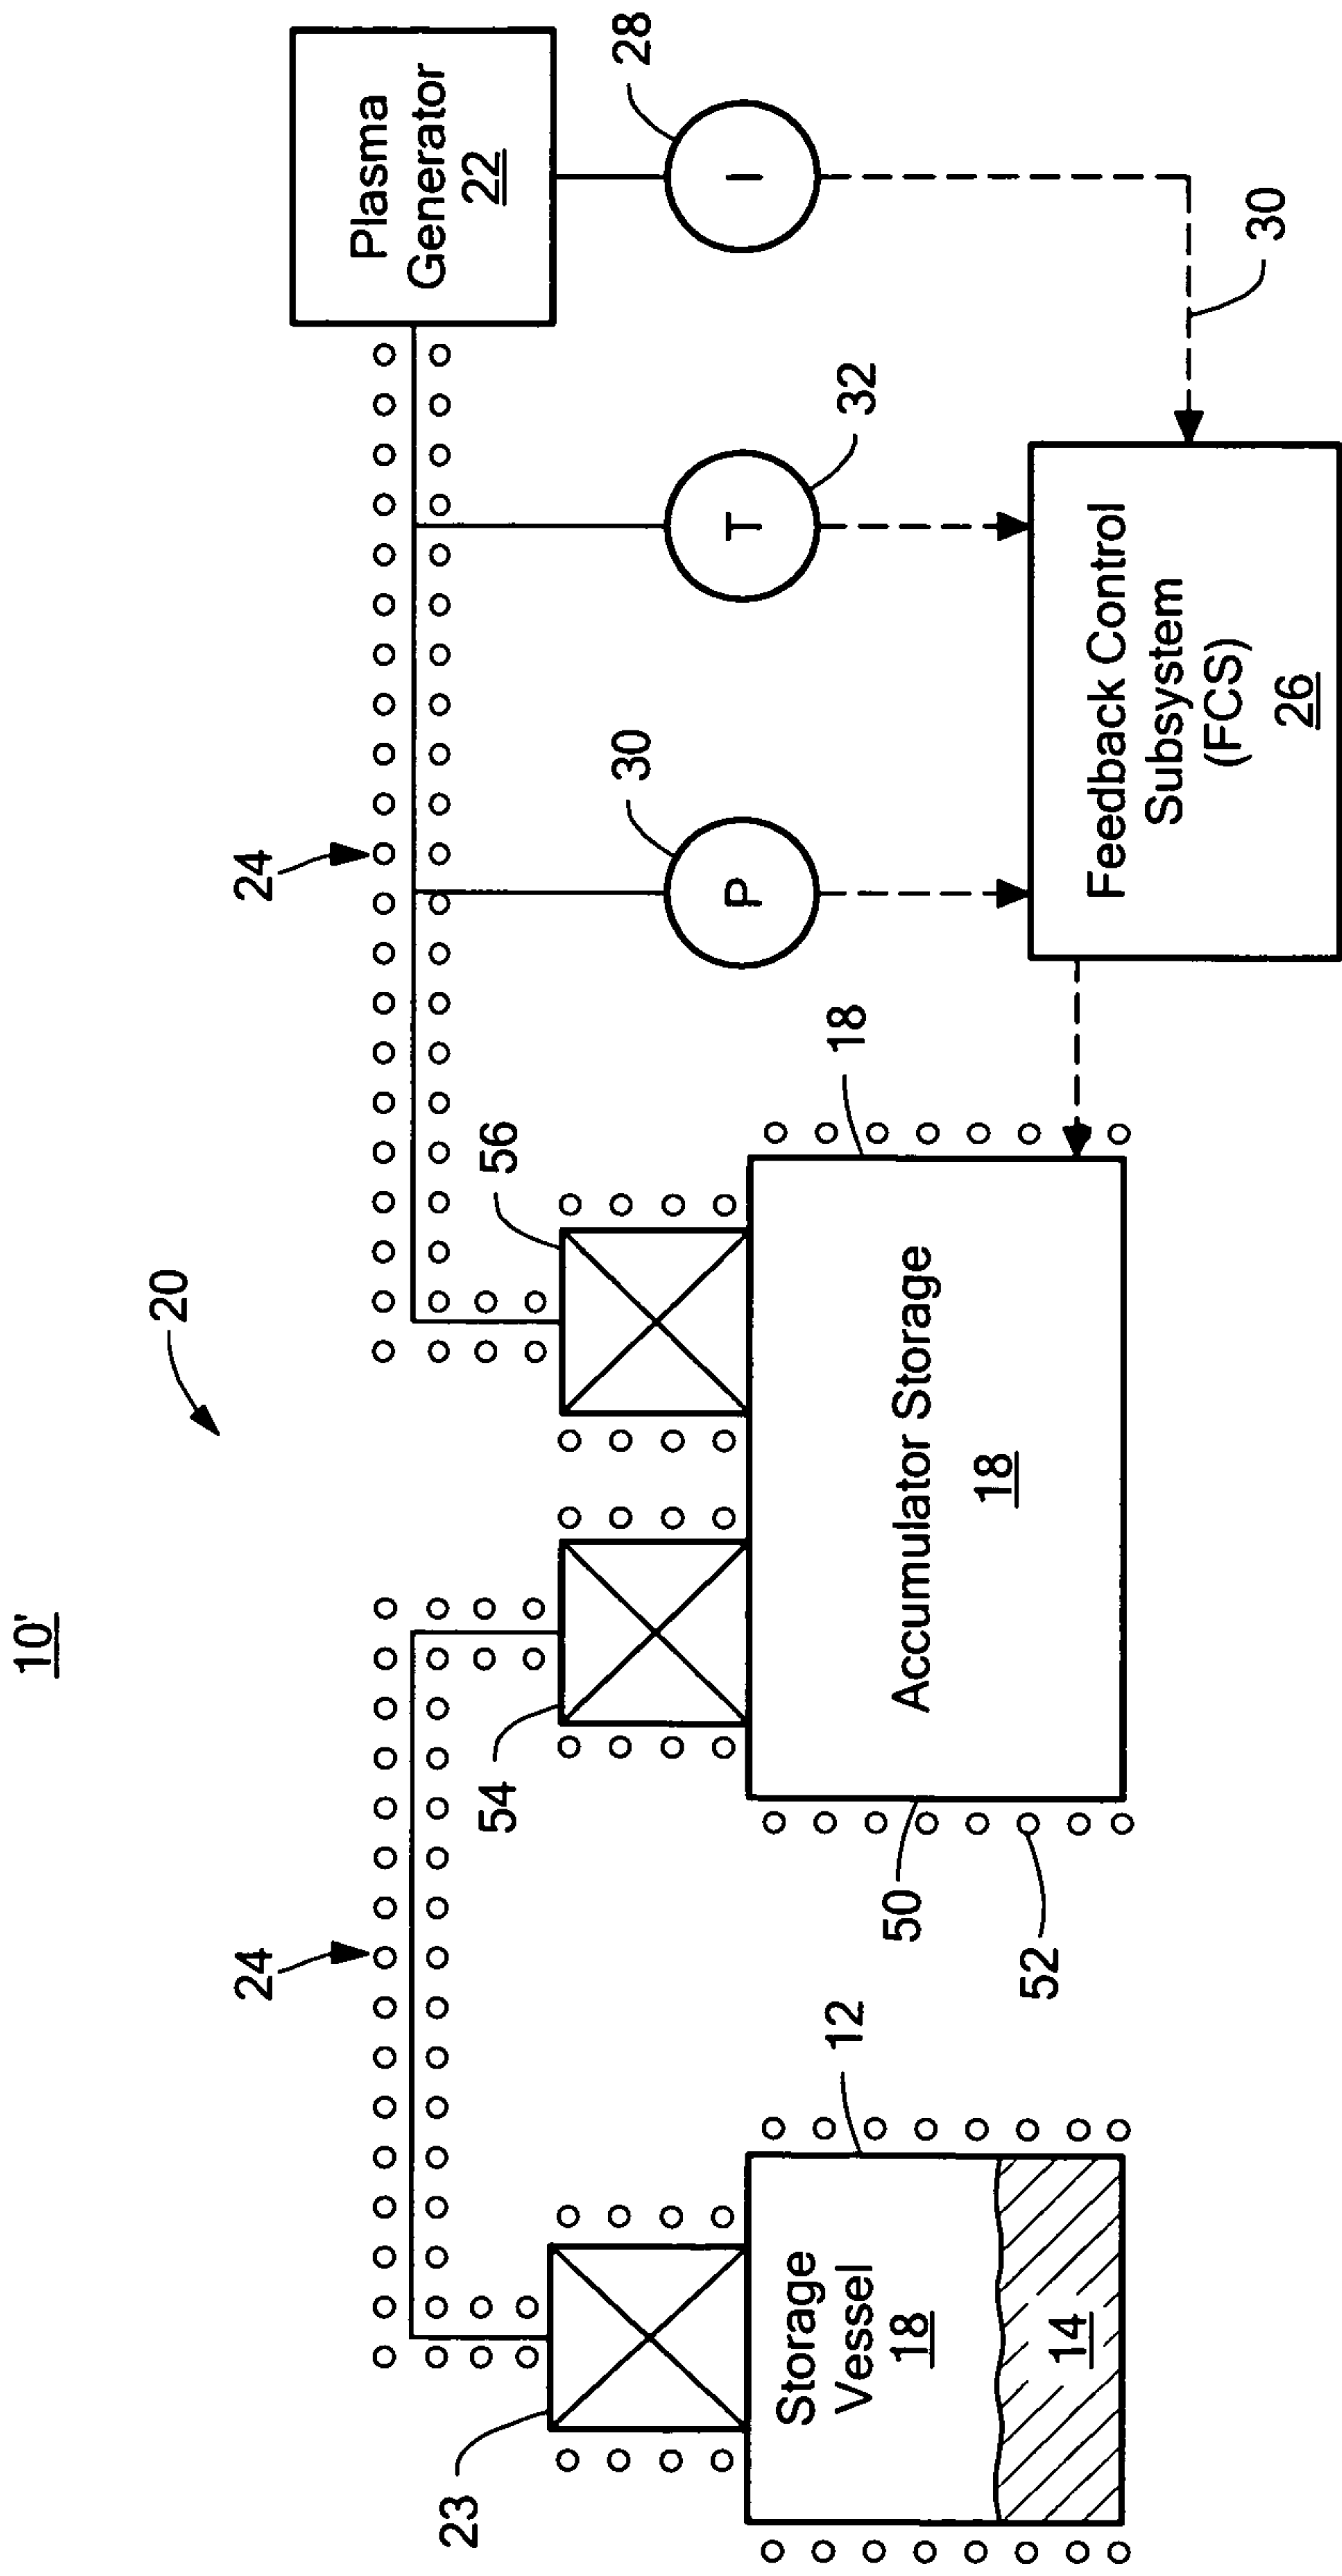 10'
20
24
24
Plasma
Generator
22
23
54
56
30
32
28
P
T
I
Storage
Vessel
18
14
12
50
52
Accumulator Storage
18
18
Feedback Control
Subsystem
(FCS)
26
30